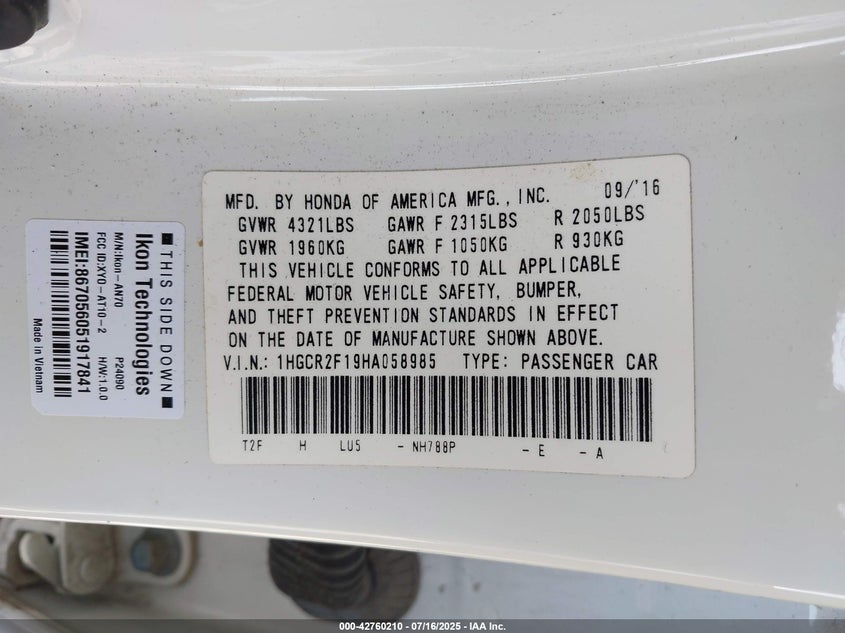 MFD. BY HONDA OF AMERICA MFG., INC. 09/'16
GVWR 4321LBS GAWR F 2315LBS R 2050LBS
GVWR 1960KG GAWR F 1050KG R 930KG
THIS VEHICLE CONFORMS TO ALL APPLICABLE
FEDERAL MOTOR VEHICLE SAFETY, BUMPER,
AND THEFT PREVENTION STANDARDS IN EFFECT
ON THE DATE OF MANUFACTURE SHOWN ABOVE.
V.I.N.: 1HGCR2F19HA058985 TYPE: PASSENGER CAR
T2F H LU5 - NH788P - E - A
THIS SIDE DOWN
Ikon Technologies
M/N:Ikon-AN70 P24090
FCC ID:XY0-AT10-2 H/W:1.0.0
IMEI:867056051917841
Made in Vietnam
000-42760210 - 07/16/2025 - IAA Inc.